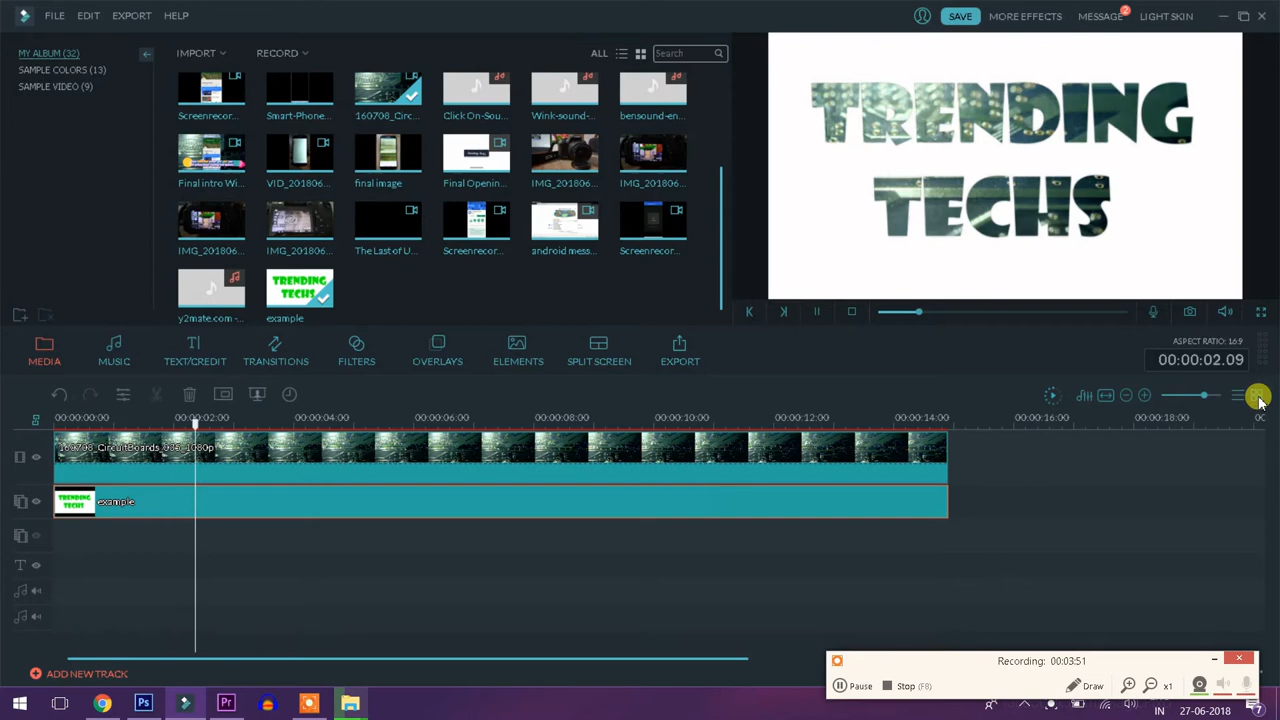 FILE EDIT EXPORT HELP
SAVE MORE EFFECTS MESSAGE 2 LIGHT SKIN
MY ALBUM (32)
SAMPLE COLORS (13)
SAMPLE VIDEO (9)
IMPORT RECORD ALL Search
Screenrecor... Smart-Phone... 160708_Circ... Click On-Sou... Wink-sound-... bensound-en...
Final intro Wi... VID_201806... final image Final Openin... IMG_201806... IMG_201806...
IMG_201806... IMG_201806... The Last of U... Screenrecor... android mess... Screenrecor...
TRENDING
TECHS
y2mate.com -... example
TRENDING
TECHS
MEDIA MUSIC TEXT/CREDIT TRANSITIONS FILTERS OVERLAYS ELEMENTS SPLIT SCREEN EXPORT
ASPECT RATIO: 16:9
00:00:02.09
00:00:00:00 00:00:02:00 00:00:04:00 00:00:06:00 00:00:08:00 00:00:10:00 00:00:12:00 00:00:14:00 00:00:16:00 00:00:18:00
TRENDING
TECHS
example
ADD NEW TRACK
Recording: 00:03:51
Pause Stop (F8) Draw x1
Ps Pr
IN 27-06-2018 7